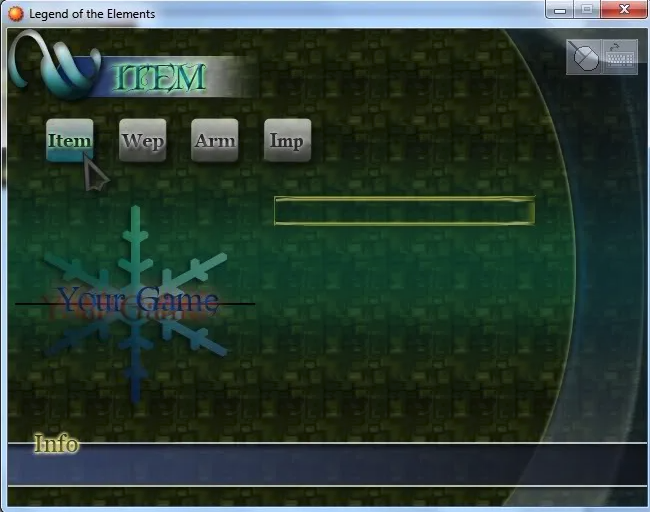 Legend of the Elements
ITEM
Item Wep Arm Imp
Your Game
Info